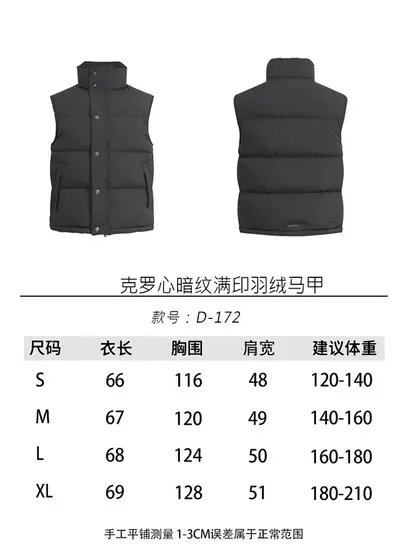 克罗心暗纹满印羽绒马甲
款号：D-172
尺码 衣长 胸围 肩宽 建议体重
S 66 116 48 120-140
M 67 120 49 140-160
L 68 124 50 160-180
XL 69 128 51 180-210
手工平铺测量 1-3CM误差属于正常范围